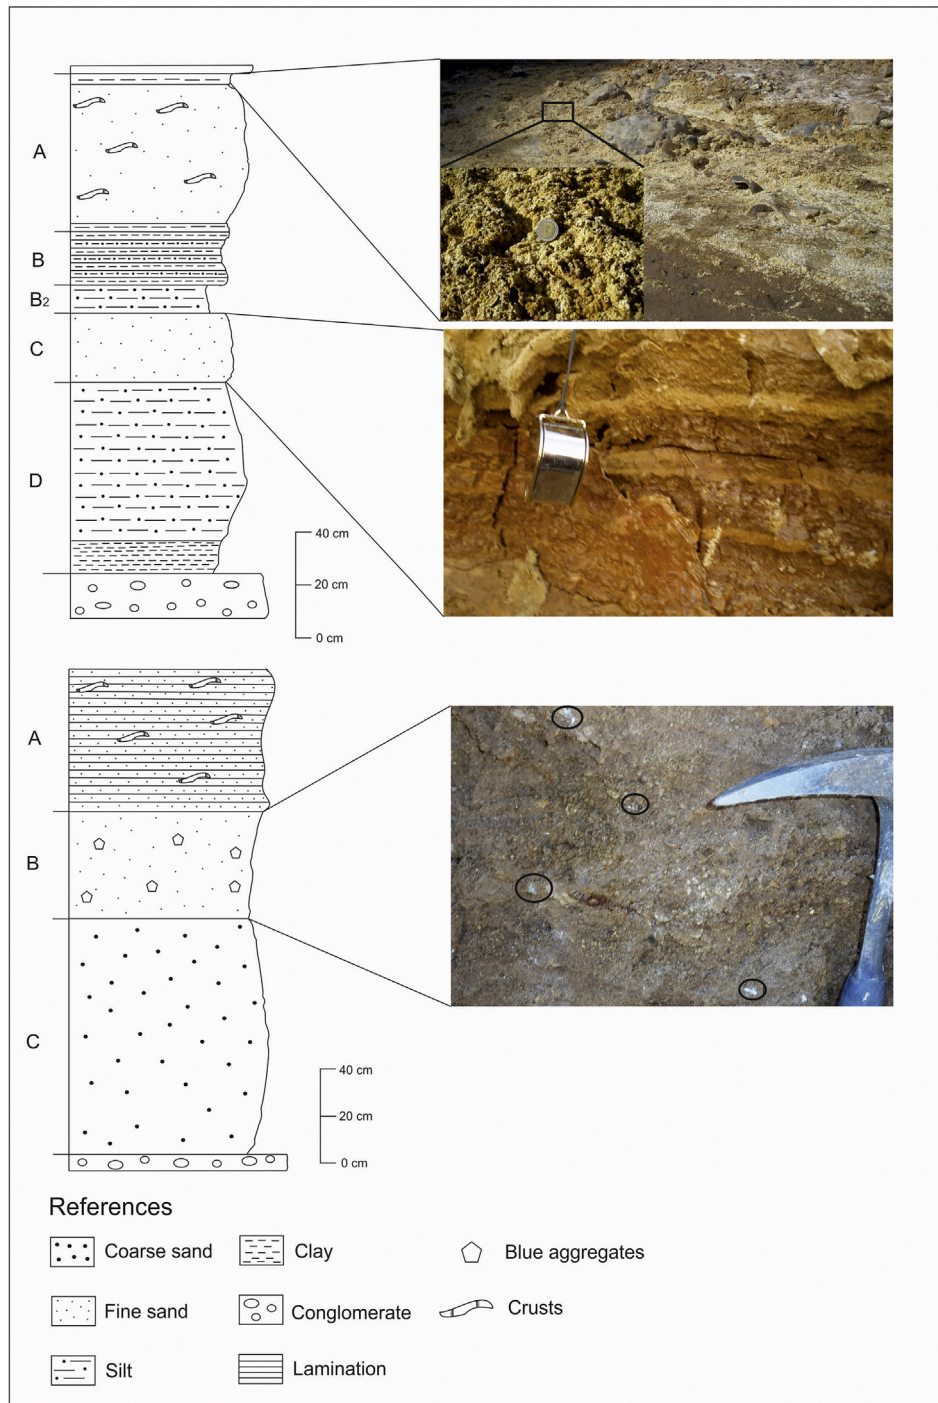 A
B
B2
C
D
40 cm
20 cm
0 cm
A
B
C
40 cm
20 cm
0 cm
References
Coarse sand
Clay
Blue aggregates
Fine sand
Conglomerate
Crusts
Silt
Lamination